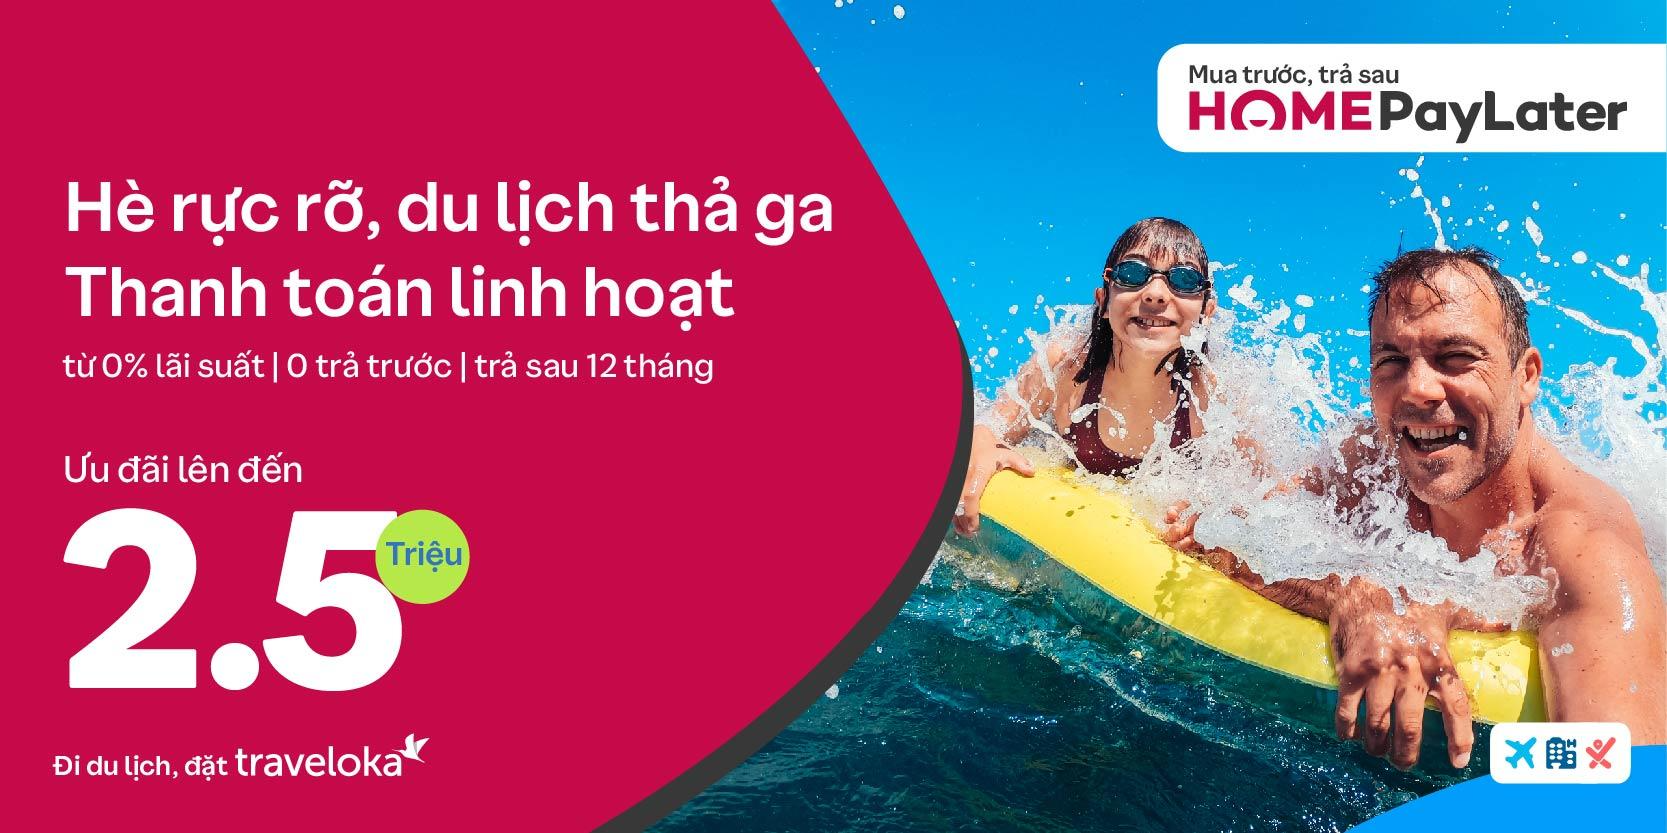 Mua trước, trả sau
HOMEPayLater
Hè rực rỡ, du lịch thả ga
Thanh toán linh hoạt
từ 0% lãi suất | 0 trả trước | trả sau 12 tháng
Ưu đãi lên đến
2.5 Triệu
Đi du lịch, đặt traveloka